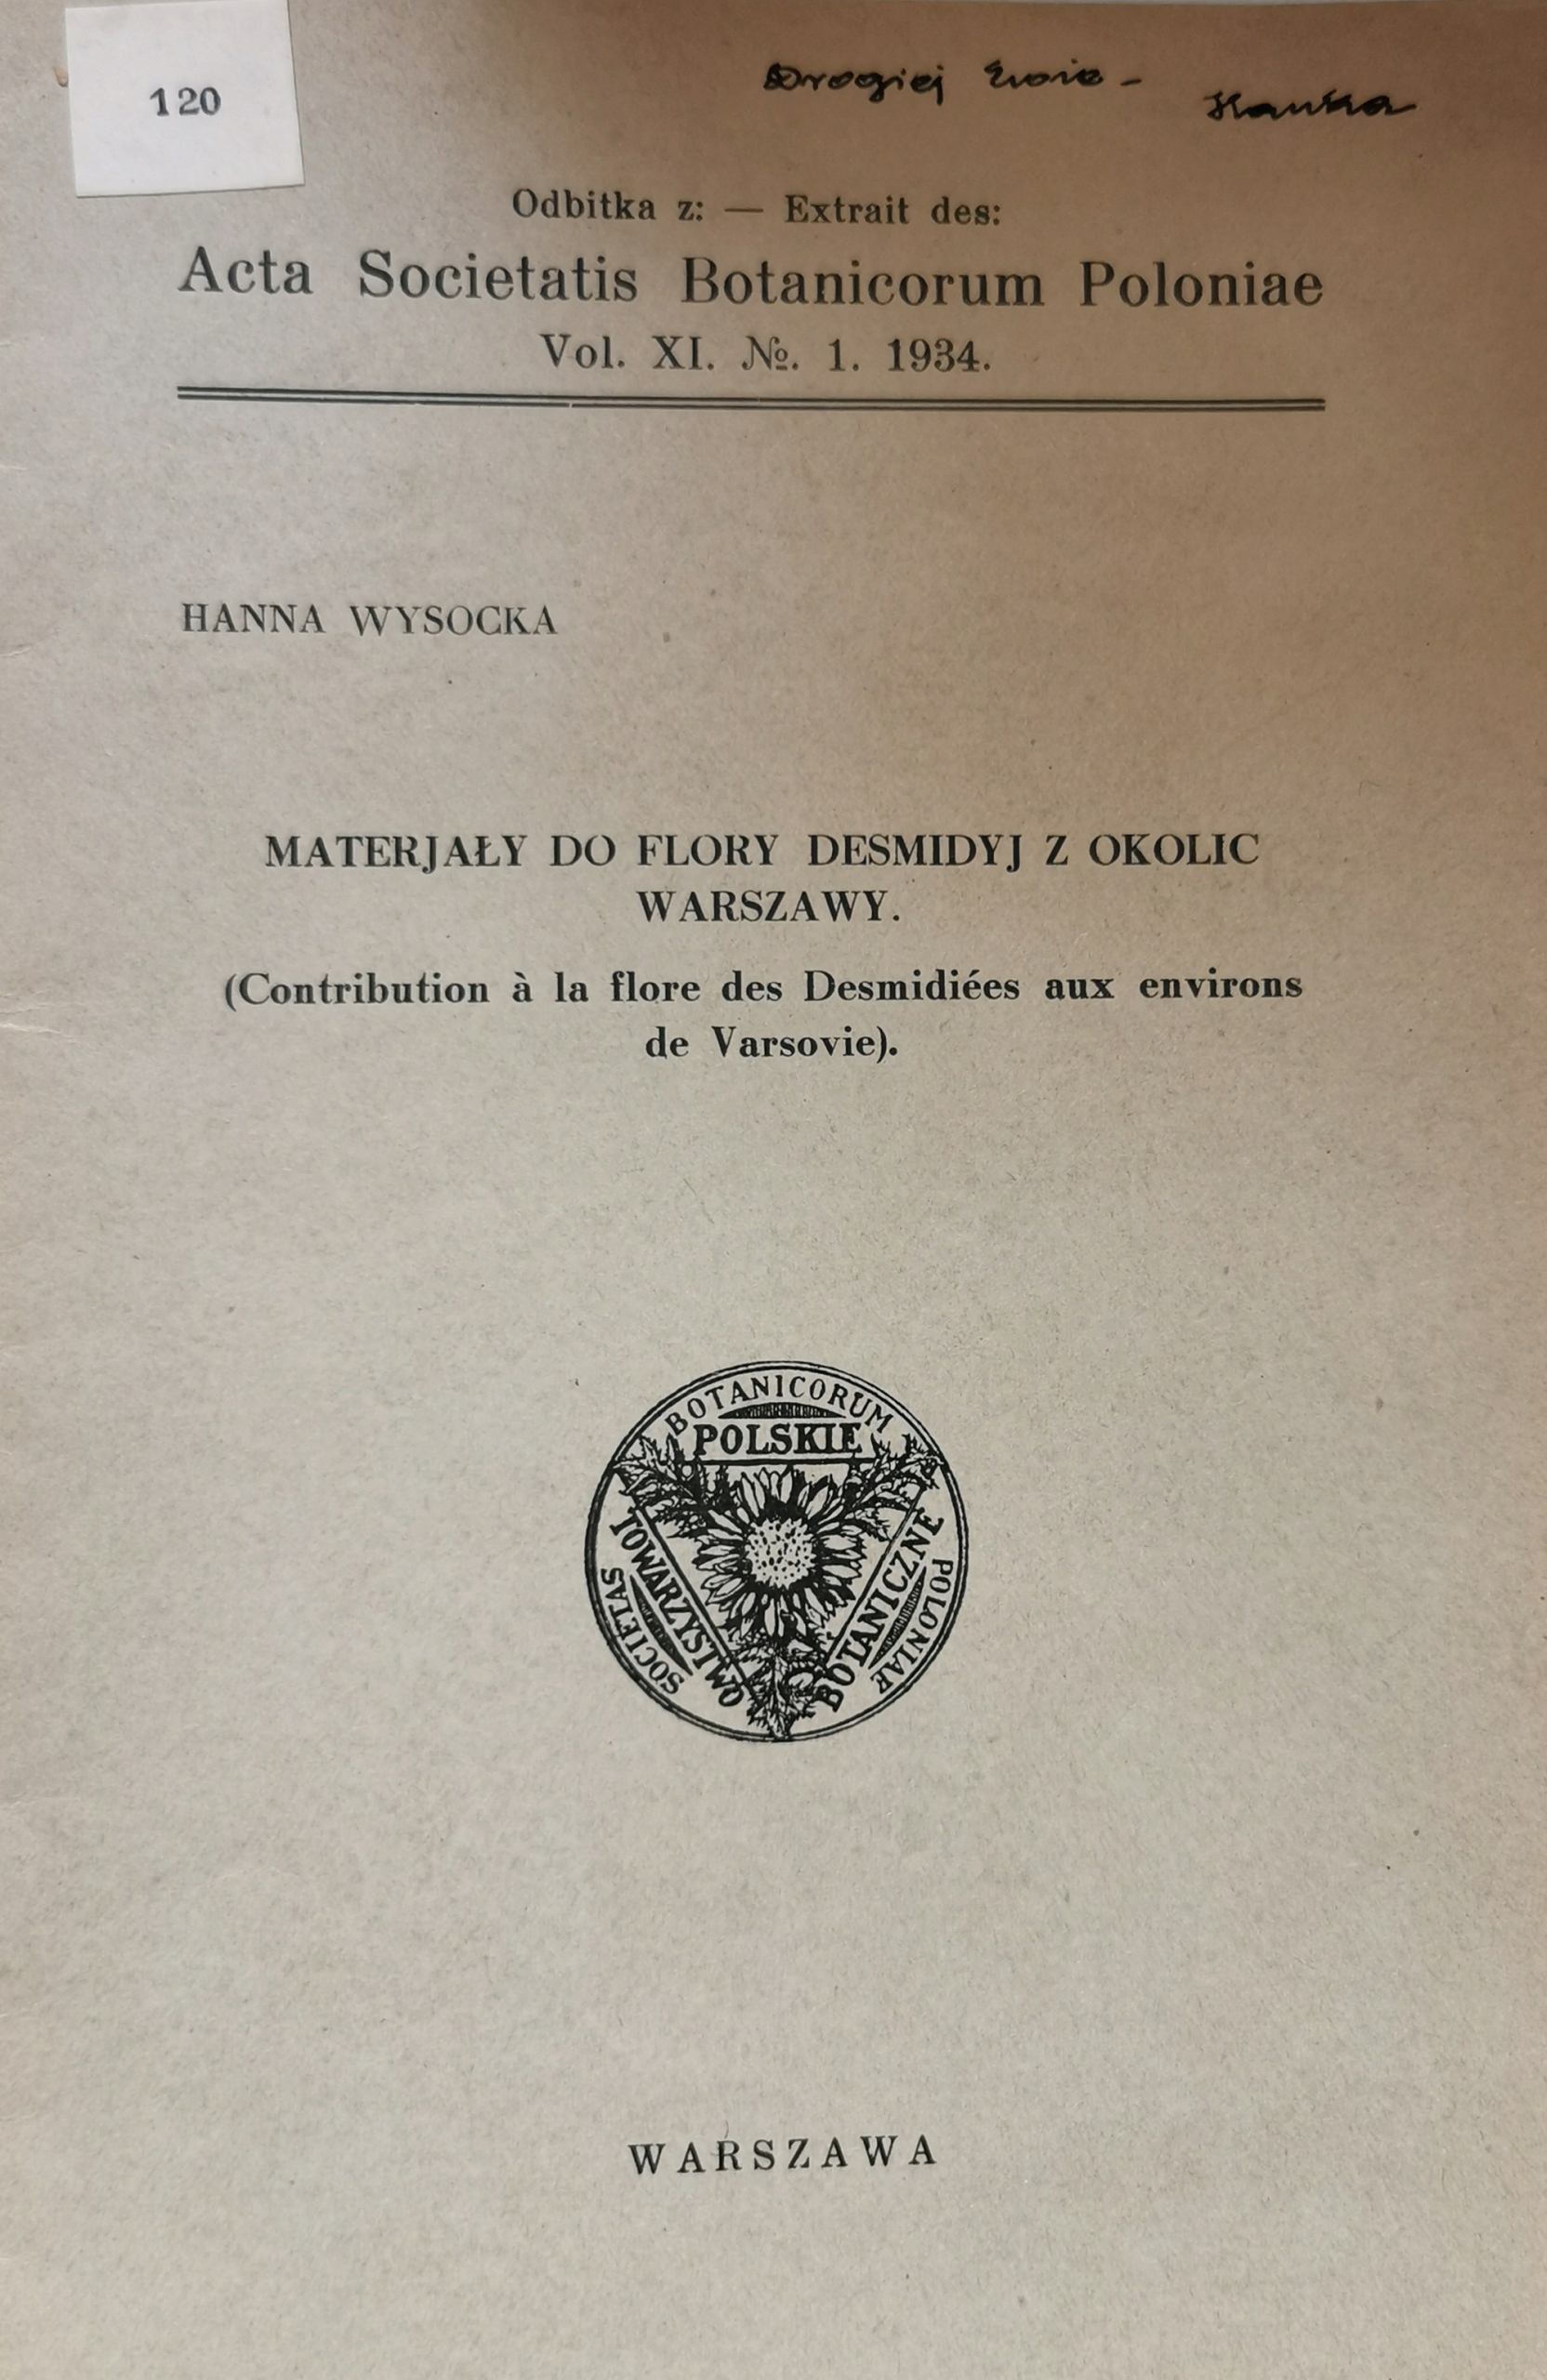 120
Drogiej Ewie -
Hanka
Odbitka z: — Extrait des:
Acta Societatis Botanicorum Poloniae
Vol. XI. №. 1. 1934.
HANNA WYSOCKA
MATERJAŁY DO FLORY DESMIDYJ Z OKOLIC
WARSZAWY.
(Contribution à la flore des Desmidiées aux environs
de Varsovie).
SOCIETAS BOTANICORUM POLONIAE
POLSKIE
TOWARZYSTWO
BOTANICZNE
WARSZAWA